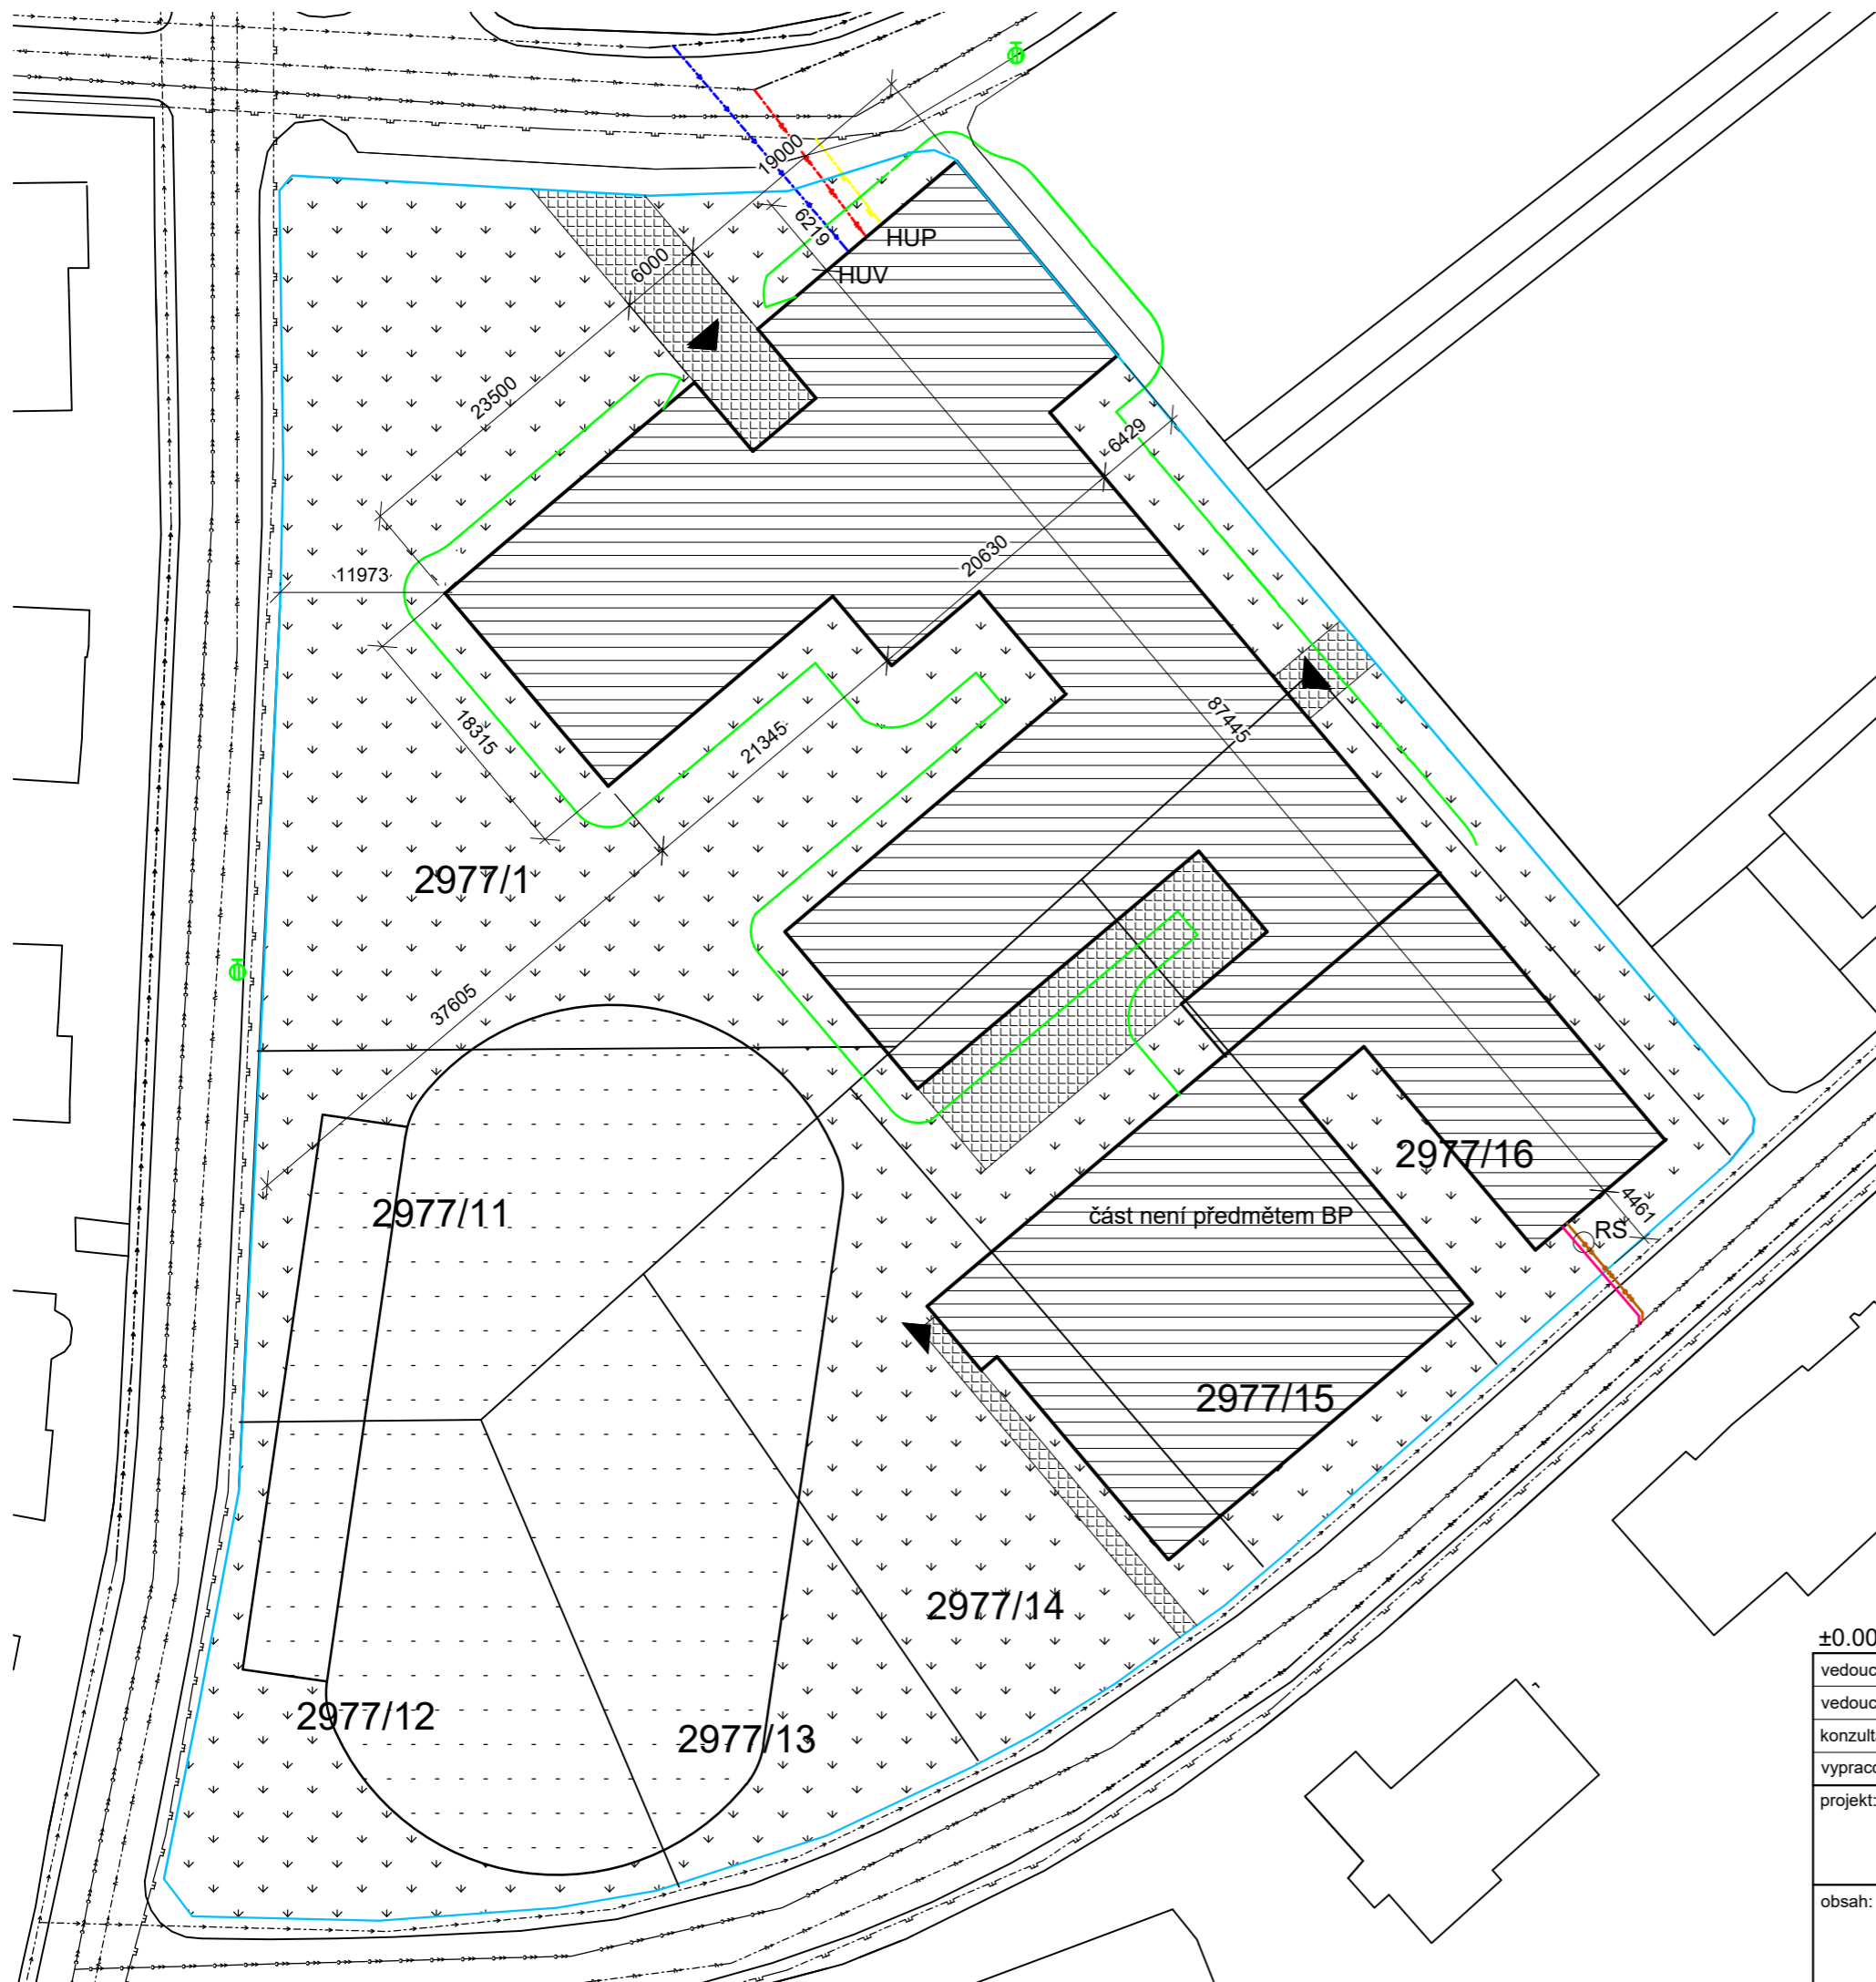 19000
6219
HUP
6000
HUV
23500
6429
20630
11973
87445
18315
21345
2977/1
37605
2977/16
2977/11
část není předmětem BP
4461
RS
2977/15
2977/14
2977/12
2977/13
±0.00
vedouc
vedouc
konzult
vypraco
projekt:
obsah: